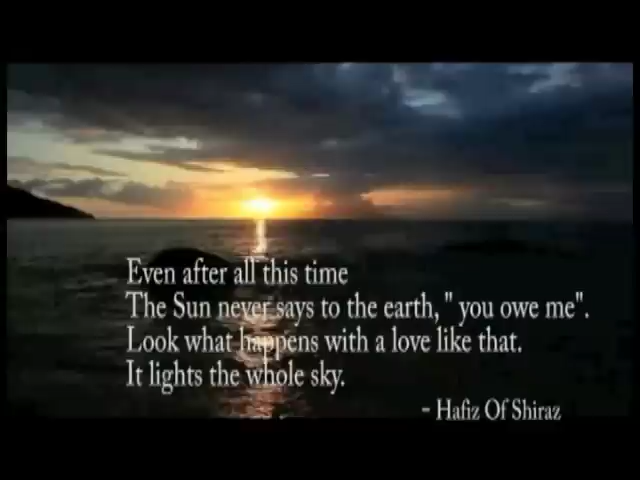 Even after all this time
The Sun never says to the earth, " you owe me".
Look what happens with a love like that.
It lights the whole sky.
- Hafiz Of Shiraz